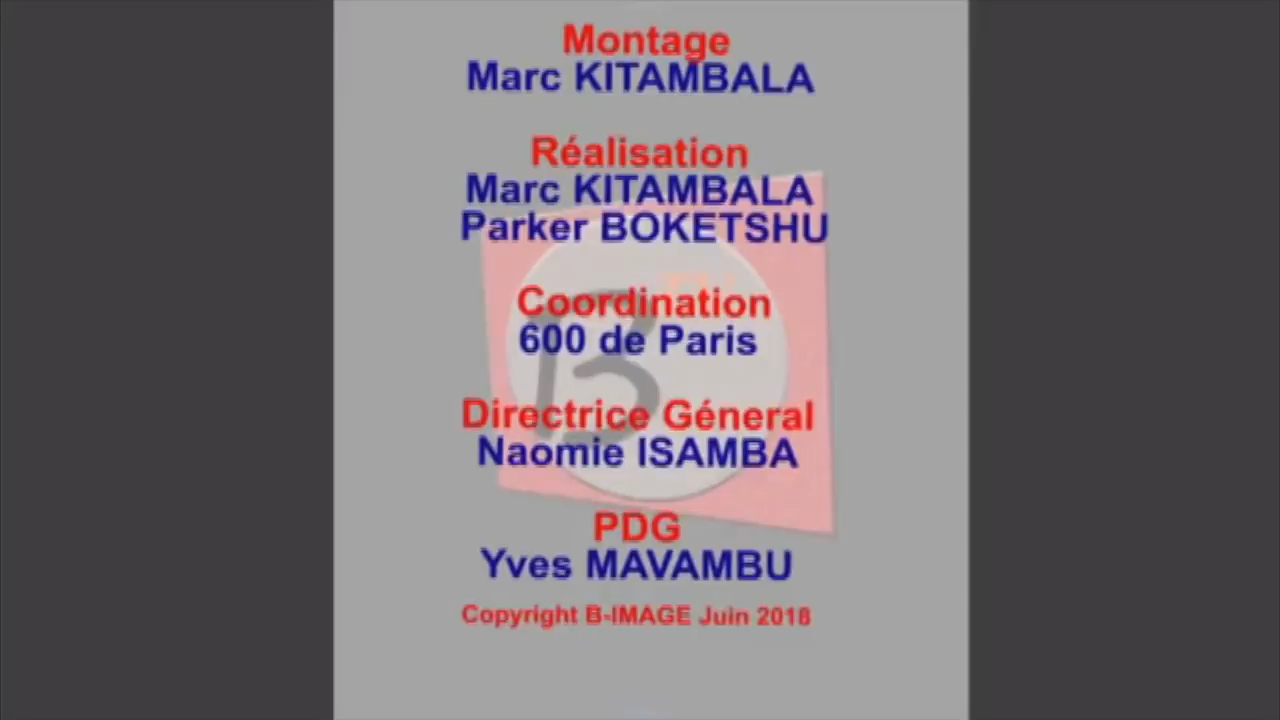 Montage
Marc KITAMBALA
Réalisation
Marc KITAMBALA
Parker BOKETSHU
Coordination
600 de Paris
Directrice Géneral
Naomie ISAMBA
PDG
Yves MAVAMBU
Copyright B-IMAGE Juin 2018